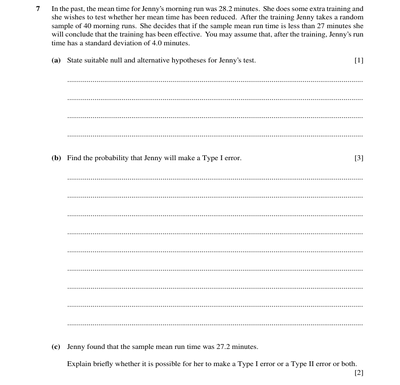 7 In the past, the mean time for Jenny's morning run was 28.2 minutes. She does some extra training and
she wishes to test whether her mean time has been reduced. After the training Jenny takes a random
sample of 40 morning runs. She decides that if the sample mean run time is less than 27 minutes she
will conclude that the training has been effective. You may assume that, after the training, Jenny's run
time has a standard deviation of 4.0 minutes.
(a) State suitable null and alternative hypotheses for Jenny's test. [1]
(b) Find the probability that Jenny will make a Type I error. [3]
(c) Jenny found that the sample mean run time was 27.2 minutes.
Explain briefly whether it is possible for her to make a Type I error or a Type II error or both.
[2]